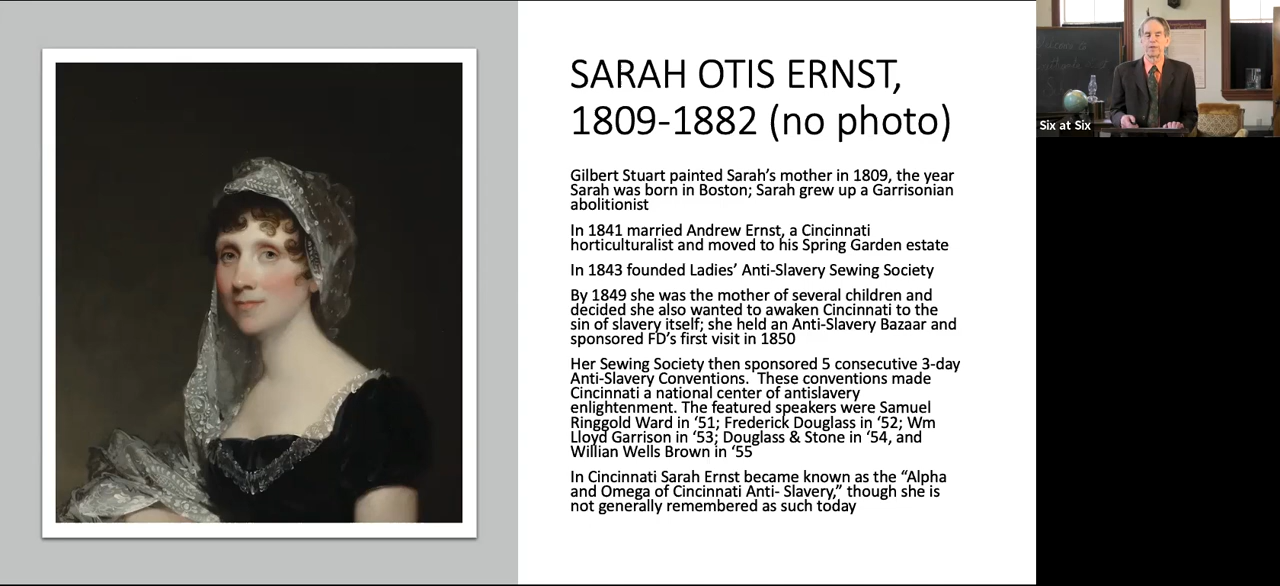 SARAH OTIS ERNST,
1809-1882 (no photo)
Gilbert Stuart painted Sarah's mother in 1809, the year
Sarah was born in Boston; Sarah grew up a Garrisonian
abolitionist
In 1841 married Andrew Ernst, a Cincinnati
horticulturalist and moved to his Spring Garden estate
In 1843 founded Ladies' Anti-Slavery Sewing Society
By 1849 she was the mother of several children and
decided she also wanted to awaken Cincinnati to the
sin of slavery itself; she held an Anti-Slavery Bazaar and
sponsored FD's first visit in 1850
Her Sewing Society then sponsored 5 consecutive 3-day
Anti-Slavery Conventions. These conventions made
Cincinnati a national center of antislavery
enlightenment. The featured speakers were Samuel
Ringgold Ward in '51; Frederick Douglass in '52; Wm
Lloyd Garrison in '53; Douglass & Stone in '54, and
Willian Wells Brown in '55
In Cincinnati Sarah Ernst became known as the “Alpha
and Omega of Cincinnati Anti- Slavery,” though she is
not generally remembered as such today
Six at Six